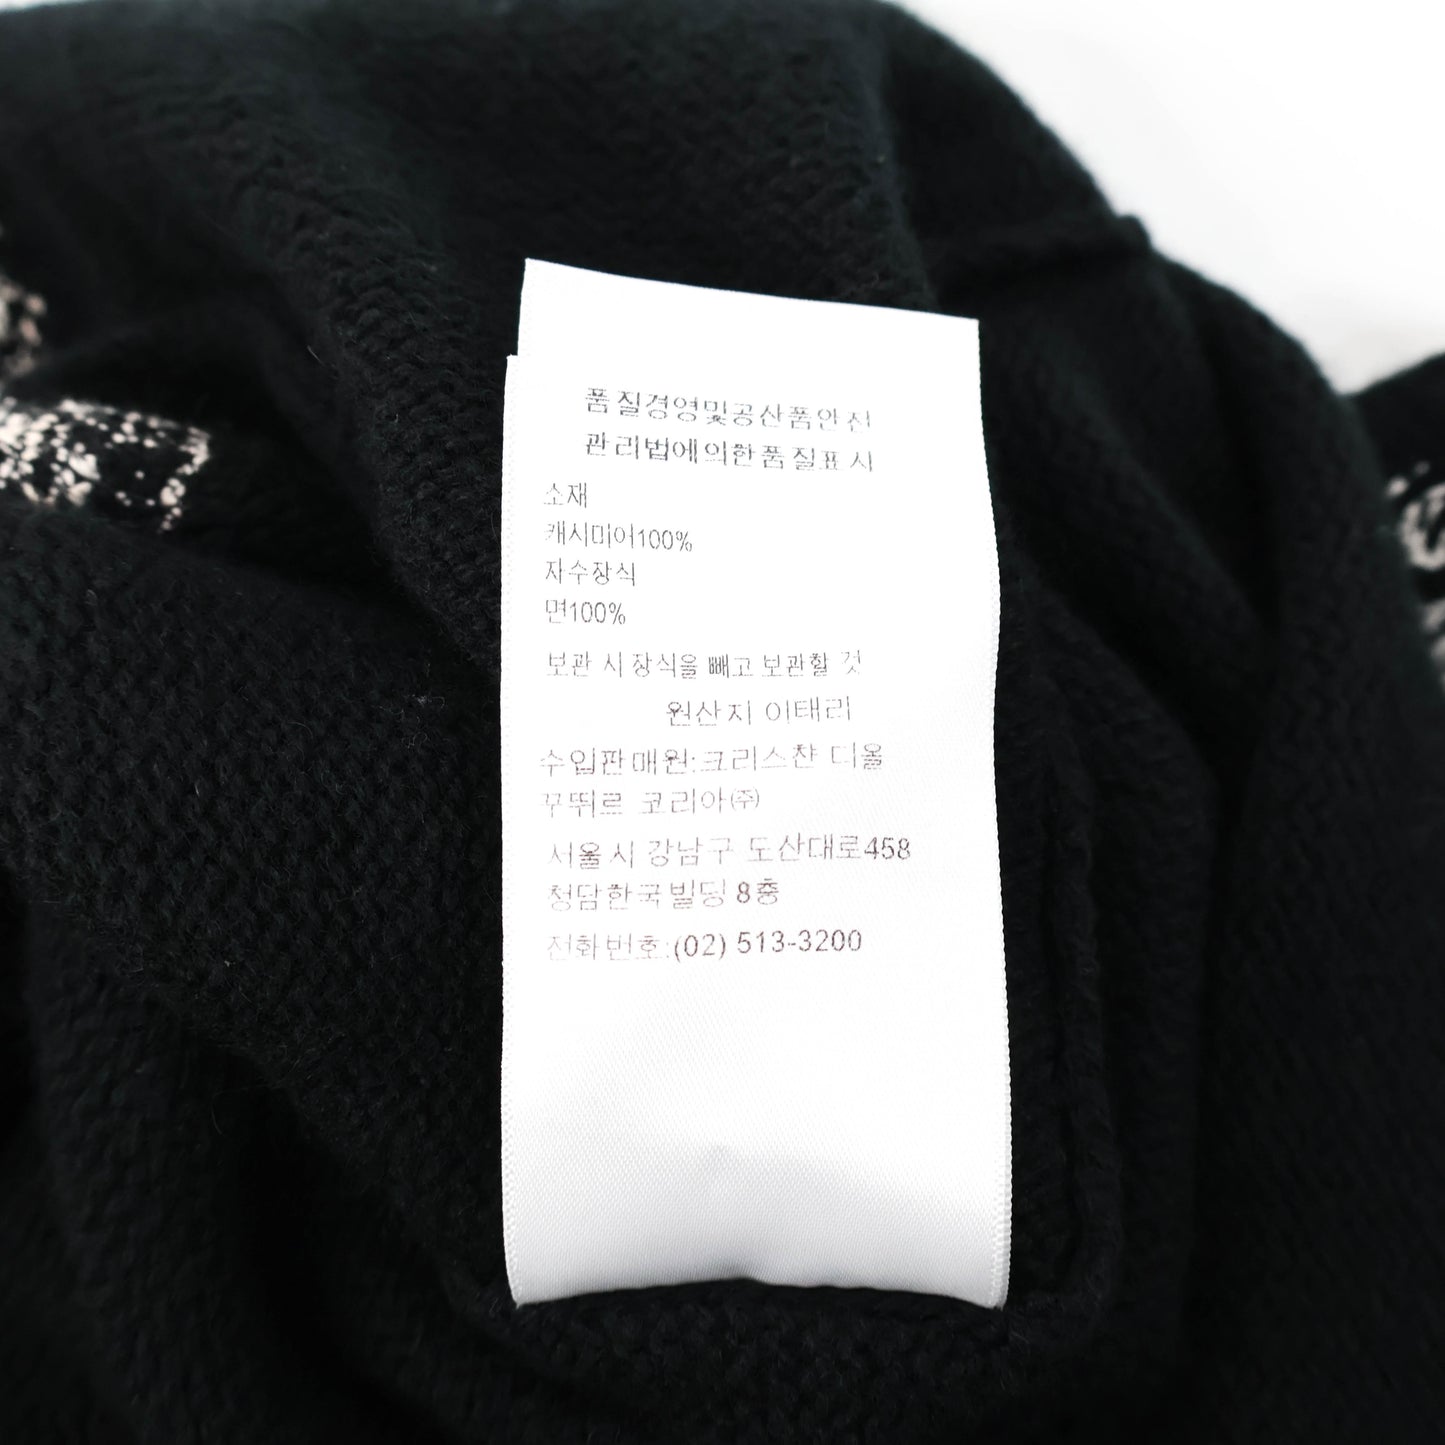 품질경영및공산품안전
관리법에의한품질표시
소재
캐시미어100%
자수장식
면100%
보관 시 장식을 빼고 보관할 것
원산지 이태리
수입판매원:크리스챤 디올
꾸뛰르 코리아(주)
서울시 강남구 도산대로458
청담한국빌딩 8층
전화번호:(02) 513-3200